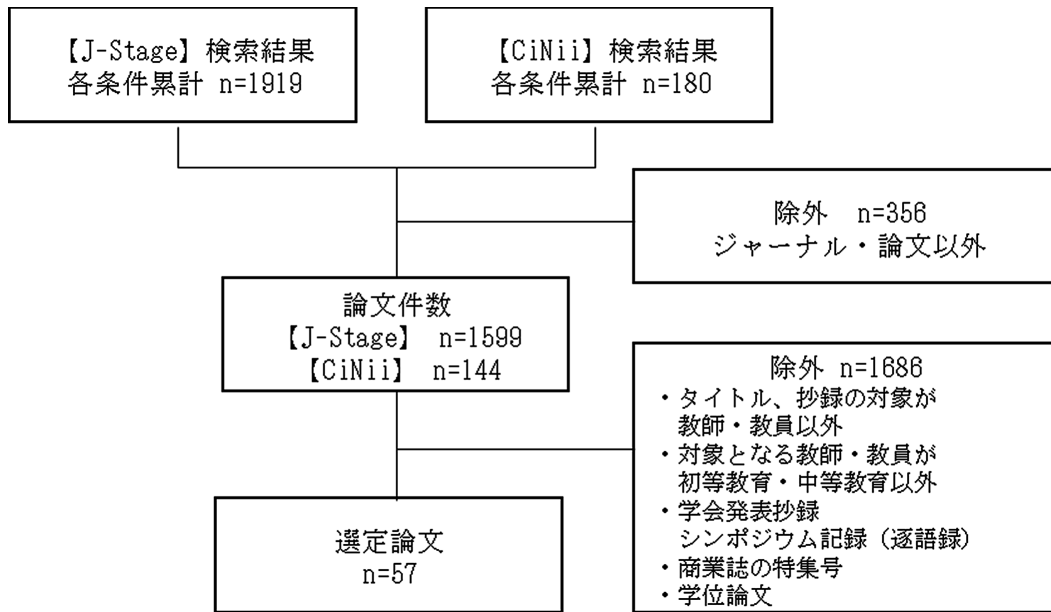 【J-Stage】検索結果
各条件累計 n=1919
【CiNii】検索結果
各条件累計 n=180
除外 n=356
ジャーナル・論文以外
論文件数
【J-Stage】 n=1599
【CiNii】 n=144
除外 n=1686
・タイトル、抄録の対象が
教師・教員以外
・対象となる教師・教員が
初等教育・中等教育以外
・学会発表抄録
シンポジウム記録（逐語録）
・商業誌の特集号
・学位論文
選定論文
n=57